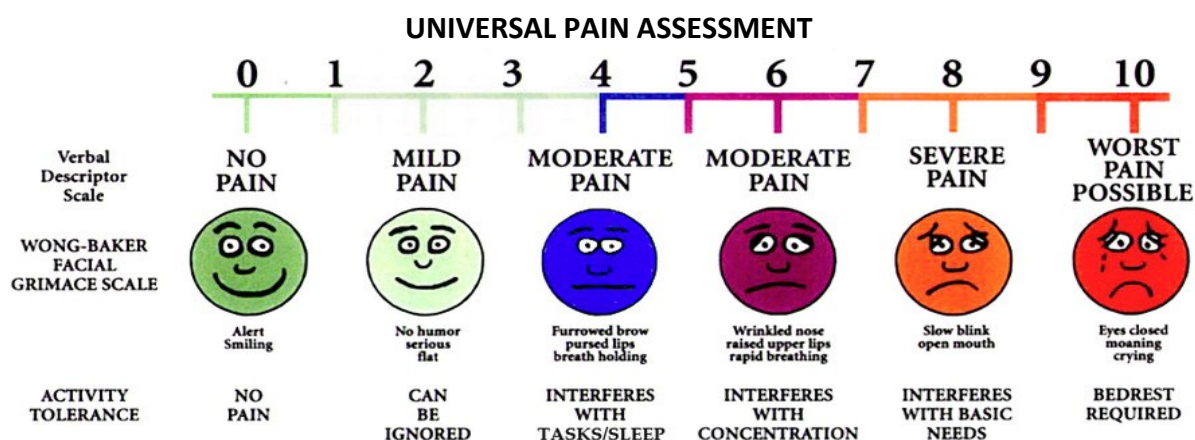 UNIVERSAL PAIN ASSESSMENT
0 1 2 3 4 5 6 7 8 9 10
Verbal
Descriptor
Scale
NO
PAIN
MILD
PAIN
MODERATE
PAIN
MODERATE
PAIN
SEVERE
PAIN
WORST
PAIN
POSSIBLE
WONG-BAKER
FACIAL
GRIMACE SCALE
Alert
Smiling
No humor
serious
flat
Furrowed brow
pursed lips
breath holding
Wrinkled nose
raised upper lips
rapid breathing
Slow blink
open mouth
Eyes closed
moaning
crying
ACTIVITY
TOLERANCE
NO
PAIN
CAN
BE
IGNORED
INTERFERES
WITH
TASKS/SLEEP
INTERFERES
WITH
CONCENTRATION
INTERFERES
WITH BASIC
NEEDS
BEDREST
REQUIRED